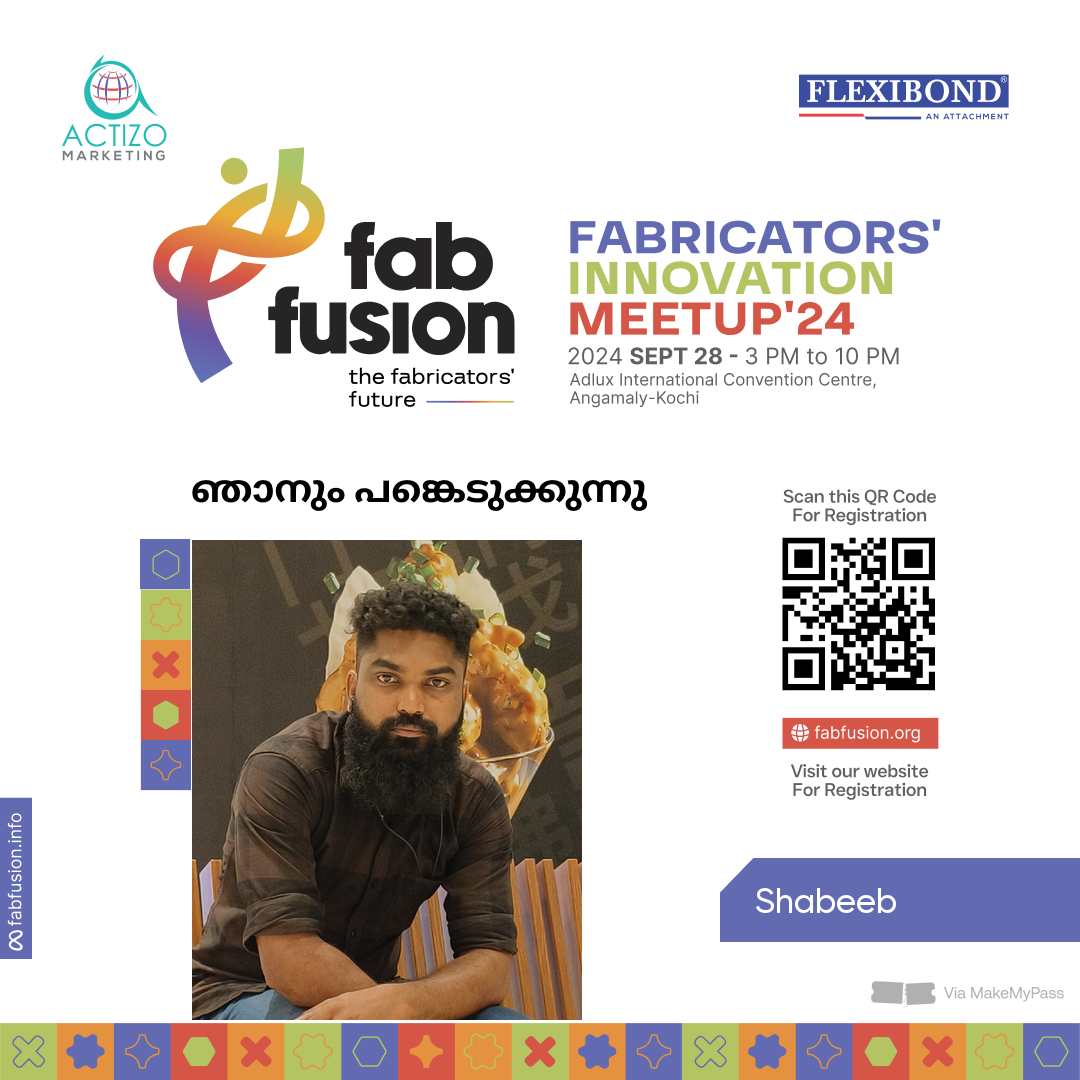 ACTIZO
MARKETING
FLEXIBOND®
AN ATTACHMENT
fab
fusion
the fabricators'
future
FABRICATORS'
INNOVATION
MEETUP'24
2024 SEPT 28 - 3 PM to 10 PM
Adlux International Convention Centre,
Angamaly-Kochi
ഞാനും പങ്കെടുക്കുന്നു
Scan this QR Code
For Registration
fabfusion.org
Visit our website
For Registration
fabfusion.info
Shabeeb
Via MakeMyPass